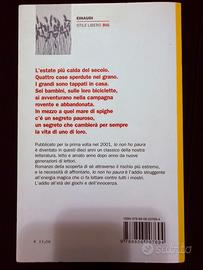 EINAUDI
STILE LIBERO BIG
L'estate più calda del secolo.
Quattro case sperdute nel grano.
I grandi sono tappati in casa.
Sei bambini, sulle loro biciclette,
si avventurano nella campagna
rovente e abbandonata.
In mezzo a quel mare di spighe
c'è un segreto pauroso,
un segreto che cambierà per sempre
la vita di uno di loro.
Pubblicato per la prima volta nel 2001, Io non ho paura
è diventato in questi dieci anni un classico della nostra
letteratura, letto e amato anno dopo anno da nuove
generazioni di lettori.
Romanzo della scoperta di sé attraverso il rischio più estremo,
e la necessità di affrontarlo, Io non ho paura è l'addio struggente
all'energia magica che ci fa lottare contro tutti i mostri.
L'addio all'età dei giochi e dell'innocenza.
Subito.it